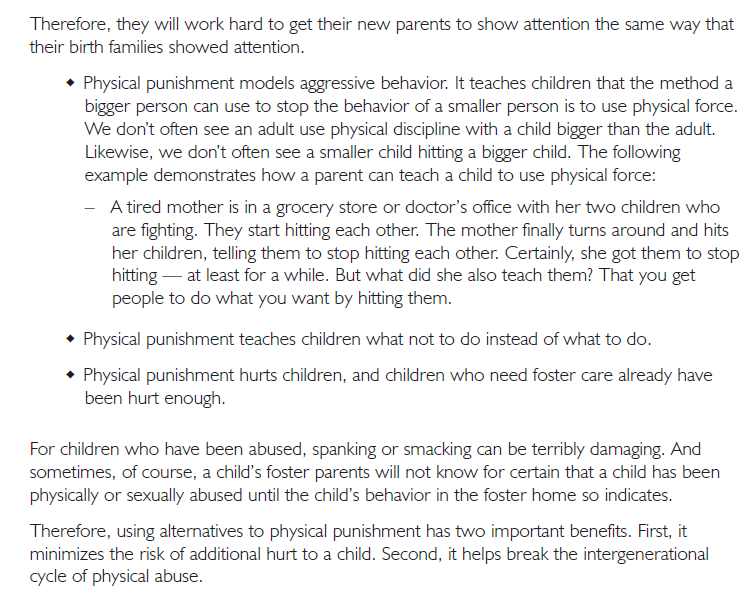 Therefore, they will work hard to get their new parents to show attention the same way that
their birth families showed attention.
◆ Physical punishment models aggressive behavior. It teaches children that the method a
bigger person can use to stop the behavior of a smaller person is to use physical force.
We don't often see an adult use physical discipline with a child bigger than the adult.
Likewise, we don't often see a smaller child hitting a bigger child. The following
example demonstrates how a parent can teach a child to use physical force:
– A tired mother is in a grocery store or doctor's office with her two children who
are fighting. They start hitting each other. The mother finally turns around and hits
her children, telling them to stop hitting each other. Certainly, she got them to stop
hitting — at least for a while. But what did she also teach them? That you get
people to do what you want by hitting them.
◆ Physical punishment teaches children what not to do instead of what to do.
◆ Physical punishment hurts children, and children who need foster care already have
been hurt enough.
For children who have been abused, spanking or smacking can be terribly damaging. And
sometimes, of course, a child's foster parents will not know for certain that a child has been
physically or sexually abused until the child's behavior in the foster home so indicates.
Therefore, using alternatives to physical punishment has two important benefits. First, it
minimizes the risk of additional hurt to a child. Second, it helps break the intergenerational
cycle of physical abuse.